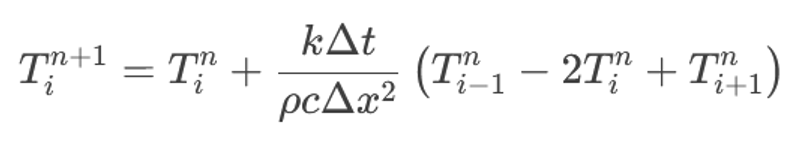 $T_i^{n+1} = T_i^n + \frac{k\Delta t}{\rho c \Delta x^2} \left( T_{i-1}^n - 2T_i^n + T_{i+1}^n \right)$